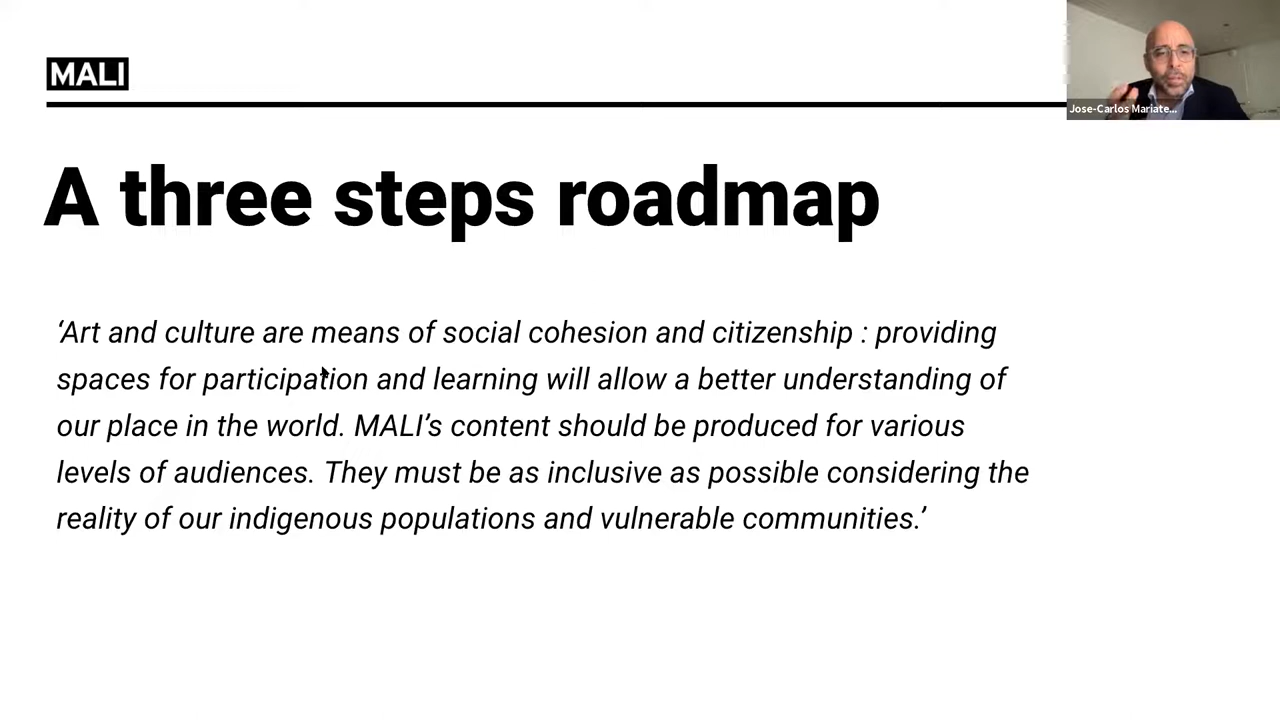 MALI
Jose-Carlos Mariate...
A three steps roadmap
‘Art and culture are means of social cohesion and citizenship : providing
spaces for participation and learning will allow a better understanding of
our place in the world. MALI’s content should be produced for various
levels of audiences. They must be as inclusive as possible considering the
reality of our indigenous populations and vulnerable communities.’